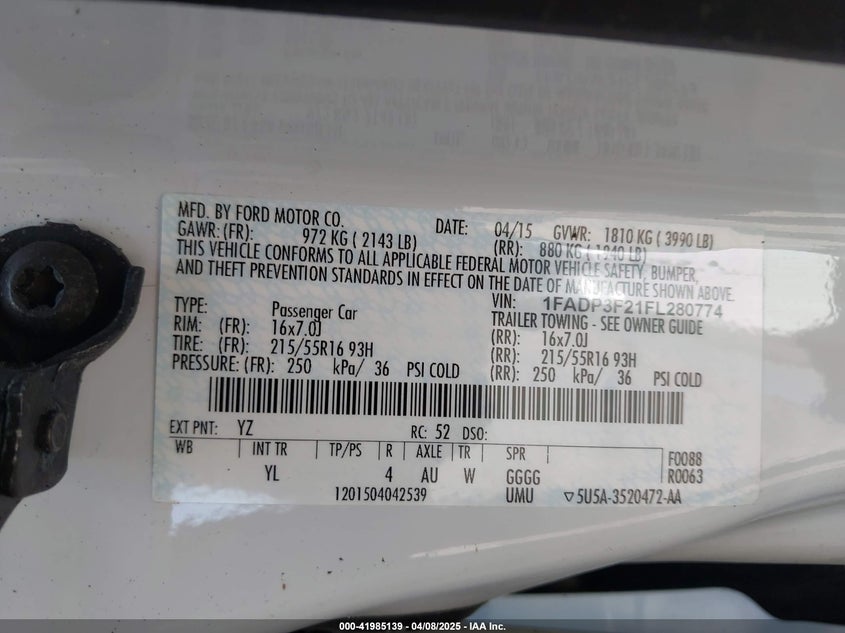 MFD. BY FORD MOTOR CO. DATE: 04/15 GVWR: 1810 KG ( 3990 LB)
GAWR: (FR): 972 KG ( 2143 LB) (RR): 880 KG ( 1940 LB)
THIS VEHICLE CONFORMS TO ALL APPLICABLE FEDERAL MOTOR VEHICLE SAFETY, BUMPER,
AND THEFT PREVENTION STANDARDS IN EFFECT ON THE DATE OF MANUFACTURE SHOWN ABOVE.
VIN: 1FADP3F21FL280774
TYPE: Passenger Car TRAILER TOWING - SEE OWNER GUIDE
RIM: (FR): 16x7.0J (RR): 16x7.0J
TIRE: (FR): 215/55R16 93H (RR): 215/55R16 93H
PRESSURE: (FR): 250 kPa/ 36 PSI COLD (RR): 250 kPa/ 36 PSI COLD
EXT PNT: YZ RC: 52 DSO:
WB INT TR TP/PS R AXLE TR SPR F0088
YL 4 AU W GGGG R0063
1201504042539 UMU ▽5U5A-3520472-AA
000-41985139 - 04/08/2025 - IAA Inc.